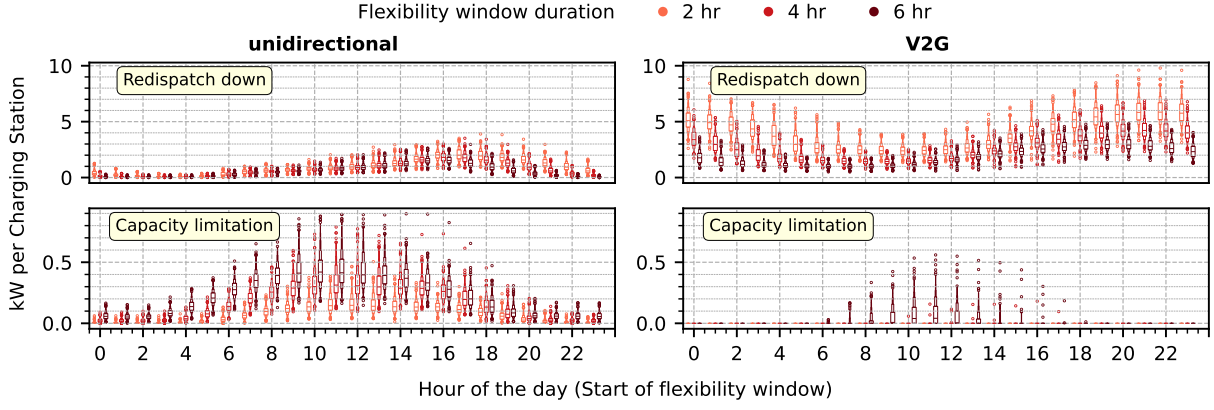 Flexibility window duration 2 hr 4 hr 6 hr
unidirectional V2G
kW per Charging Station
10 Redispatch down 10 Redispatch down
5 5
0 0
Capacity limitation Capacity limitation
0.5 0.5
0.0 0.0
0 2 4 6 8 10 12 14 16 18 20 22 0 2 4 6 8 10 12 14 16 18 20 22
Hour of the day (Start of flexibility window)